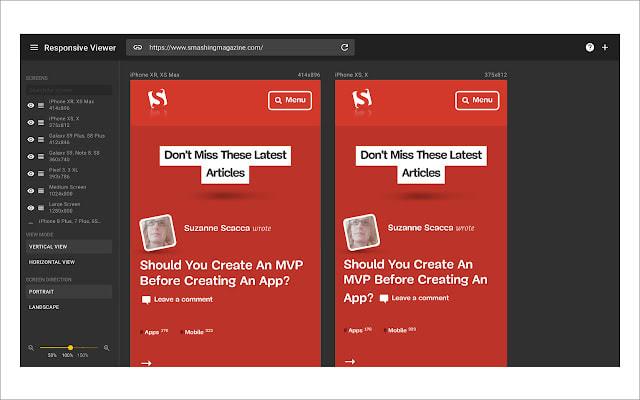 Responsive Viewer
https://www.smashingmagazine.com/
SCREENS
Search for screen
iPhone XR, XS Max
414x896
iPhone XS, X
375x812
Galaxy S9 Plus, S8 Plus
412x846
Galaxy S9, Note 8, S8
360x740
Pixel 3, 3 XL
393x786
Medium Screen
1024x800
Large Screen
1280x800
iPhone 8 Plus, 7 Plus, 6S...
VIEW MODE
VERTICAL VIEW
HORIZONTAL VIEW
SCREEN DIRECTION
PORTRAIT
LANDSCAPE
50% 100% 150%
iPhone XR, XS Max 414x896
Menu
Don't Miss These Latest
Articles
Suzanne Scacca wrote
Should You Create An MVP
Before Creating An App?
Leave a comment
Apps 176 Mobile 323
iPhone XS, X 375x812
Menu
Don't Miss These Latest
Articles
Suzanne Scacca wrote
Should You Create An
MVP Before Creating An
App? Leave a comment
Apps 176 Mobile 323